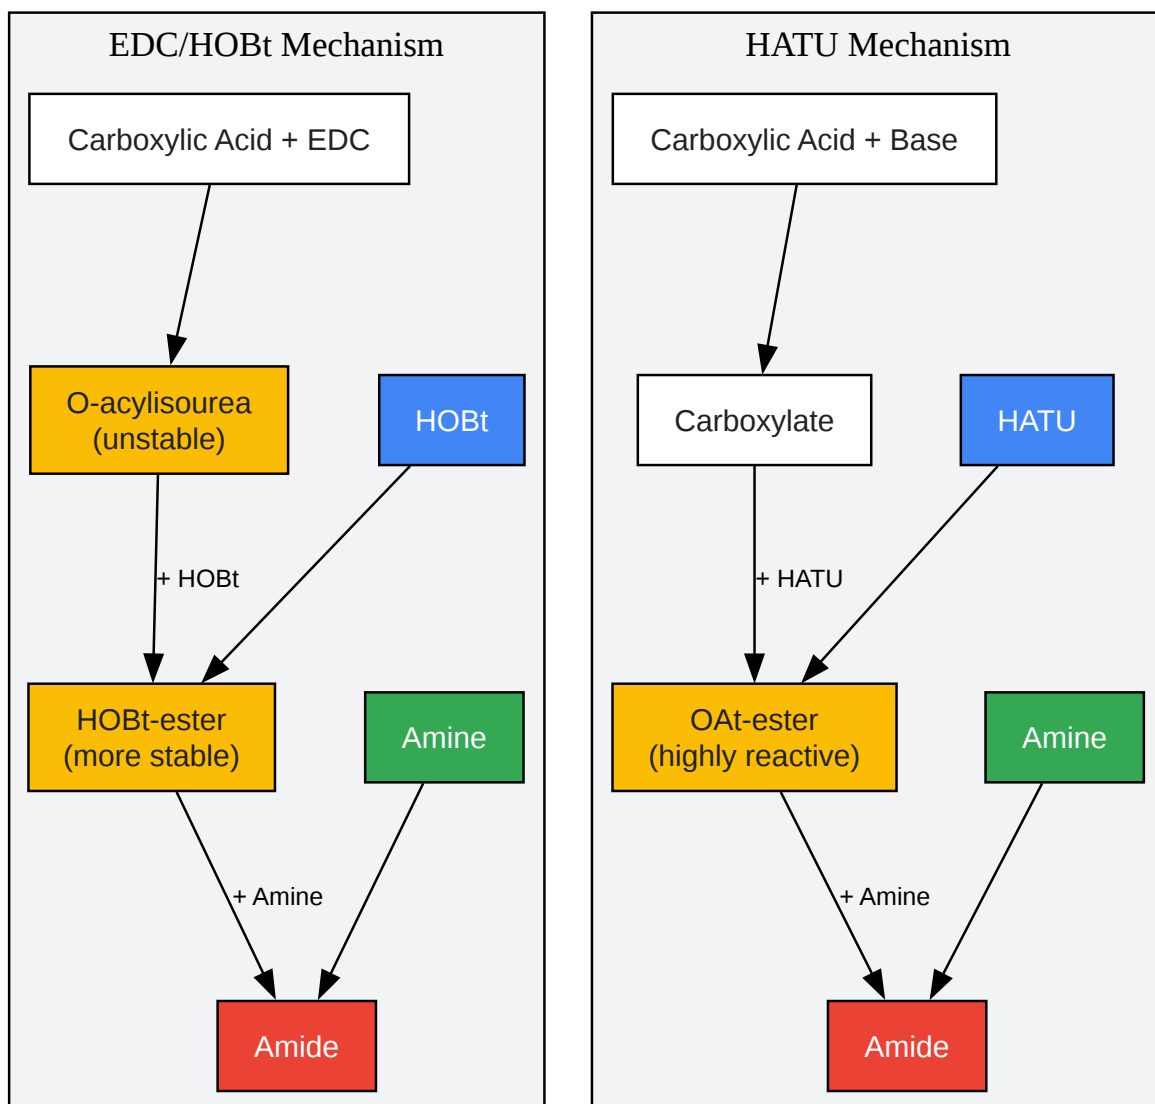 EDC/HOBt Mechanism
Carboxylic Acid + EDC
O-acylisourea
(unstable)
HOBt
+ HOBt
HOBt-ester
(more stable)
Amine
+ Amine
Amide
HATU Mechanism
Carboxylic Acid + Base
Carboxylate
HATU
+ HATU
OAt-ester
(highly reactive)
Amine
+ Amine
Amide